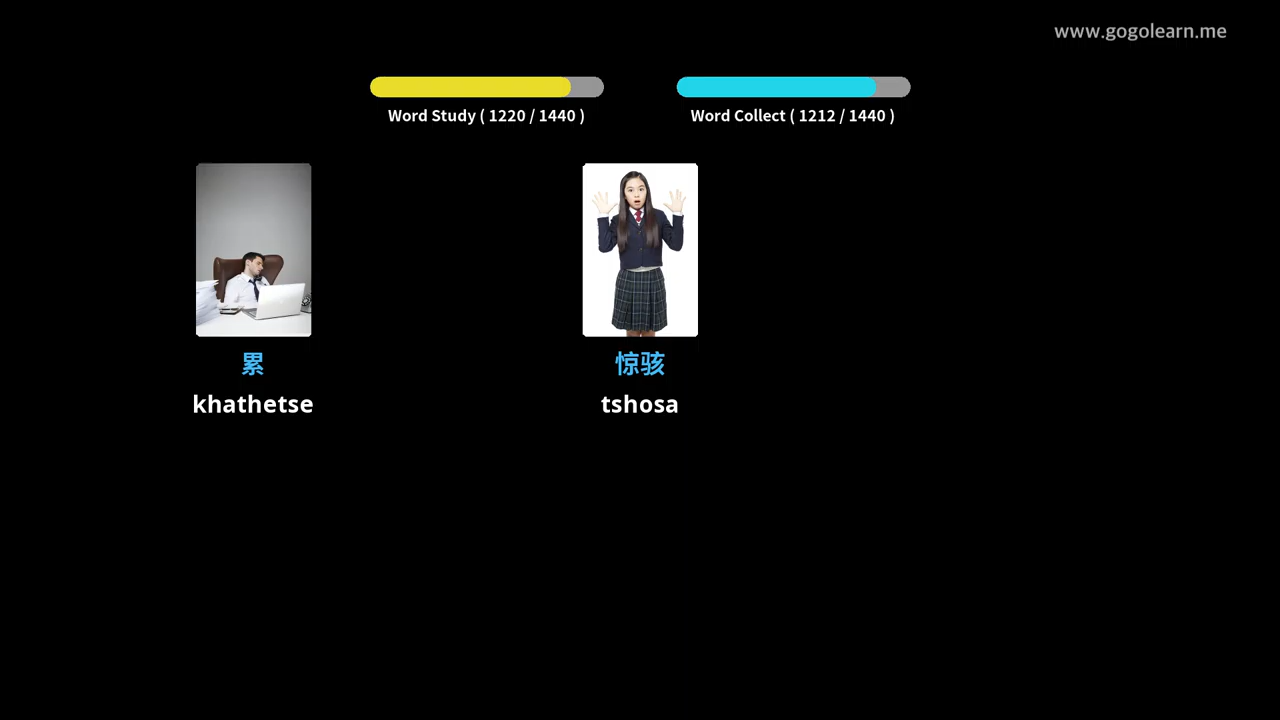 www.gogolearn.me
Word Study ( 1220 / 1440 )
Word Collect ( 1212 / 1440 )
累
惊骇
khathetse
tshosa